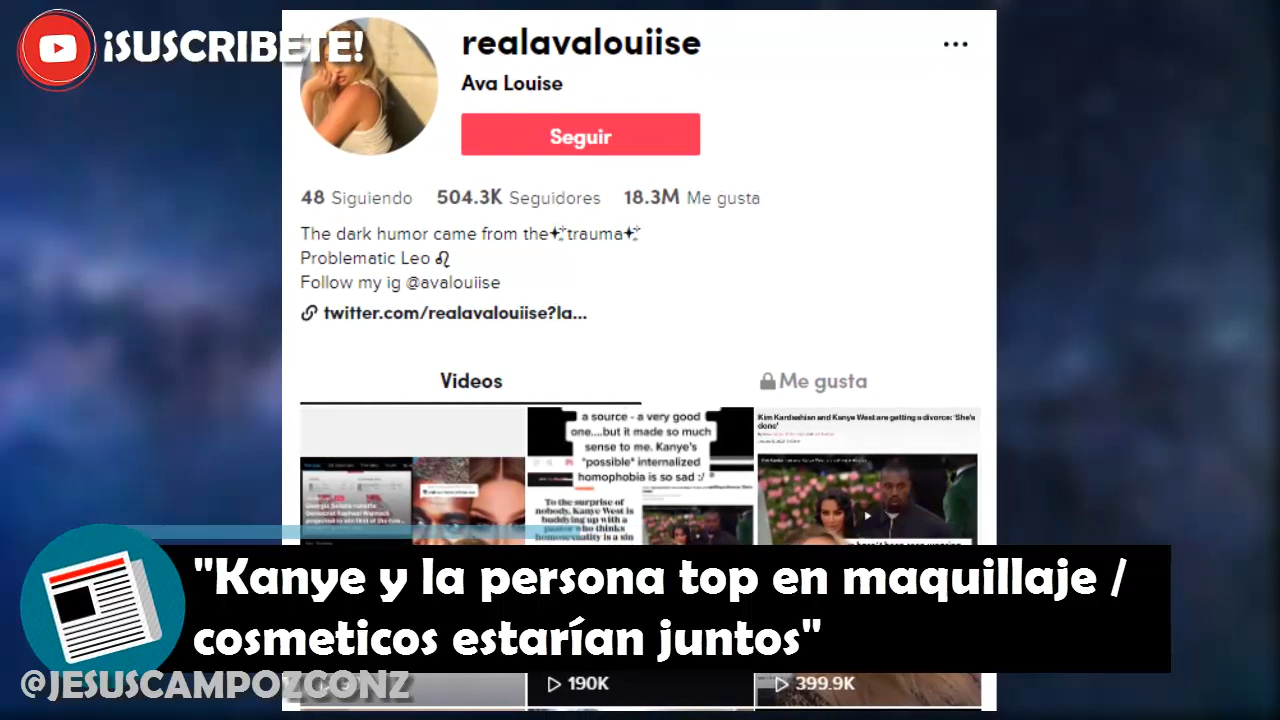 ¡SUSCRIBETE!
realavalouiise
Ava Louise
Seguir
48 Siguiendo 504.3K Seguidores 18.3M Me gusta
The dark humor came from the✨trauma✨
Problematic Leo ♌
Follow my ig @avalouiise
twitter.com/realavalouiise?la...
Videos
Me gusta
a source - a very good
one....but it made so much
sense to me. Kanye's
*possible* internalized
homophobia is so sad :/
To the surprise of
nobody, Kanye West is
buddying up with a
pastor who thinks
homosexuality is a sin
Kim Kardashian and Kanye West are getting a divorce: 'She's
done'
"Kanye y la persona top en maquillaje /
cosmeticos estarían juntos"
@JESUSCAMPOZGONZ
190K
399.9K